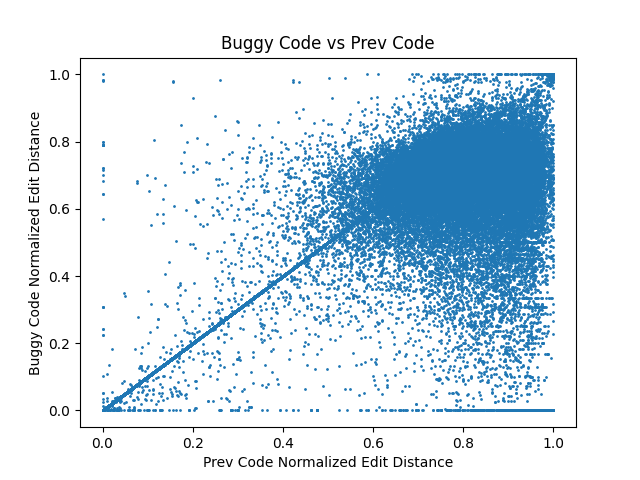 Buggy Code vs Prev Code
1.0
0.8
0.6
0.4
0.2
0.0
Buggy Code Normalized Edit Distance
0.0 0.2 0.4 0.6 0.8 1.0
Prev Code Normalized Edit Distance